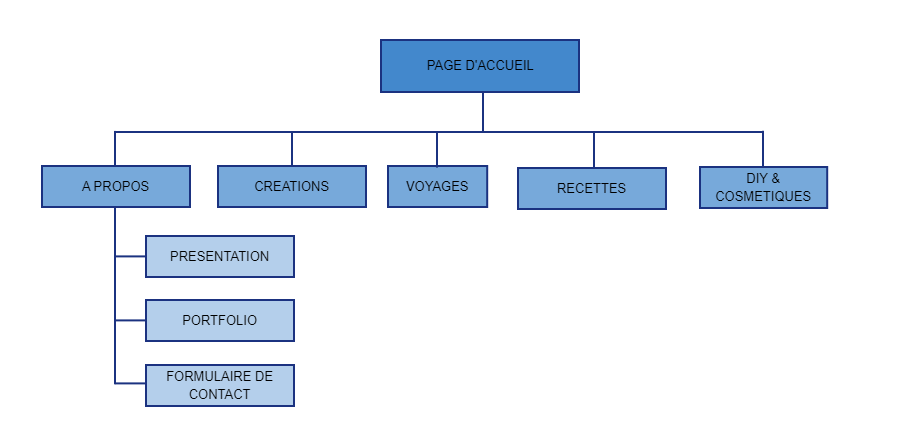 PAGE D'ACCUEIL
A PROPOS
CREATIONS
VOYAGES
RECETTES
DIY &
COSMETIQUES
PRESENTATION
PORTFOLIO
FORMULAIRE DE
CONTACT